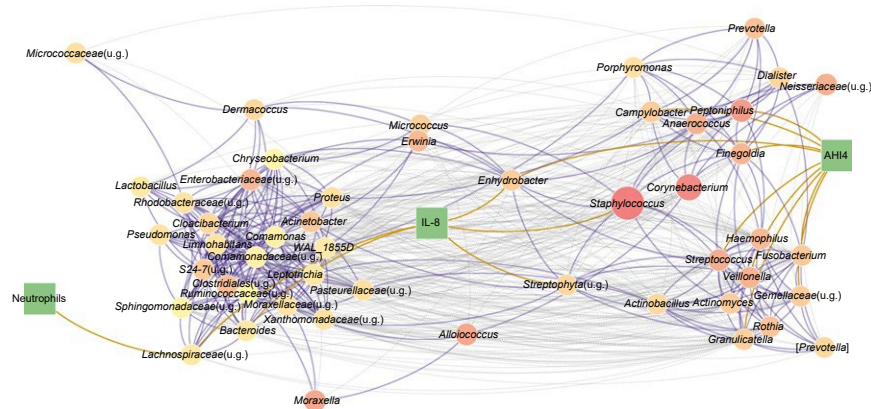 Prevotella
Micrococcaceae(u.g.)
Porphyromonas
Dialister
Neisseriaceae(u.g.)
Dermacoccus
Campylobacter
Peptoniphilus
Micrococcus
Anaerococcus
Erwinia
Finegoldia
AHI4
Chryseobacterium
Enterobacteriaceae(u.g.)
Enhydrobacter
Lactobacillus
Corynebacterium
Rhodobacteraceae(u.g.)
Proteus
Staphylococcus
Cloacibacterium
Acinetobacter
IL-8
Pseudomonas
Comamonas
Limnohabitans
WAL_1855D
Haemophilus
Comamonadaceae(u.g.)
Streptococcus
Fusobacterium
S24-7(u.g.)
Leptotrichia
Veillonella
Clostridiales(u.g.)
Streptophyta(u.g.)
Ruminococcaceae(u.g.)
Pasteurellaceae(u.g.)
Gemellaceae(u.g.)
Neutrophils
Sphingomonadaceae(u.g.)
Moraxellaceae(u.g.)
Actinobacillus
Actinomyces
Xanthomonadaceae(u.g.)
Rothia
Bacteroides
Alloiococcus
Granulicatella
[Prevotella]
Lachnospiraceae(u.g.)
Moraxella